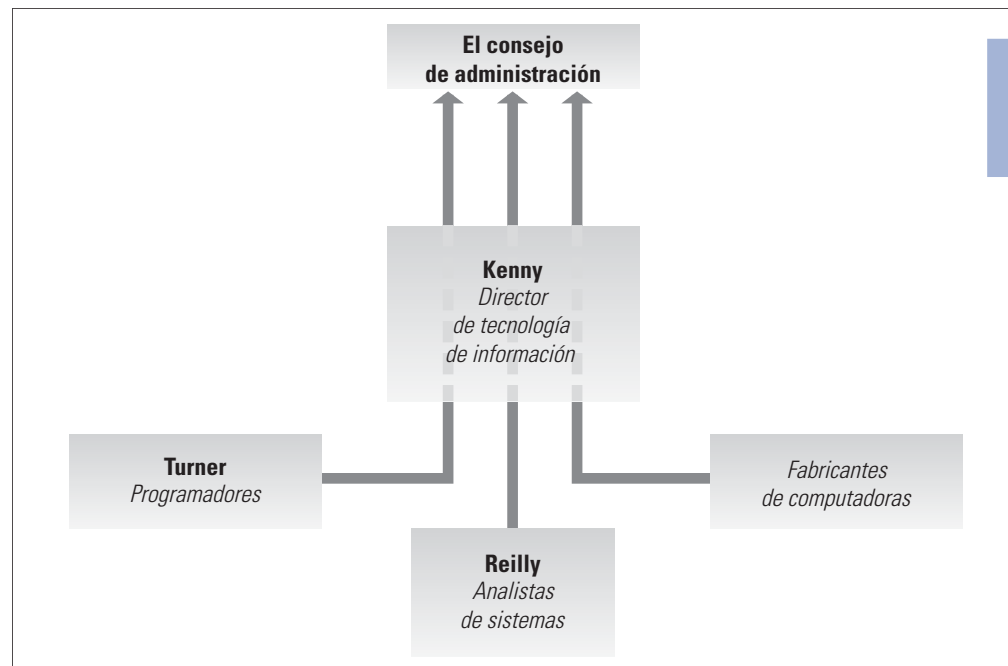 El consejo
de administración
Kenny
Director
de tecnología
de información
Turner
Programadores
Fabricantes
de computadoras
Reilly
Analistas
de sistemas